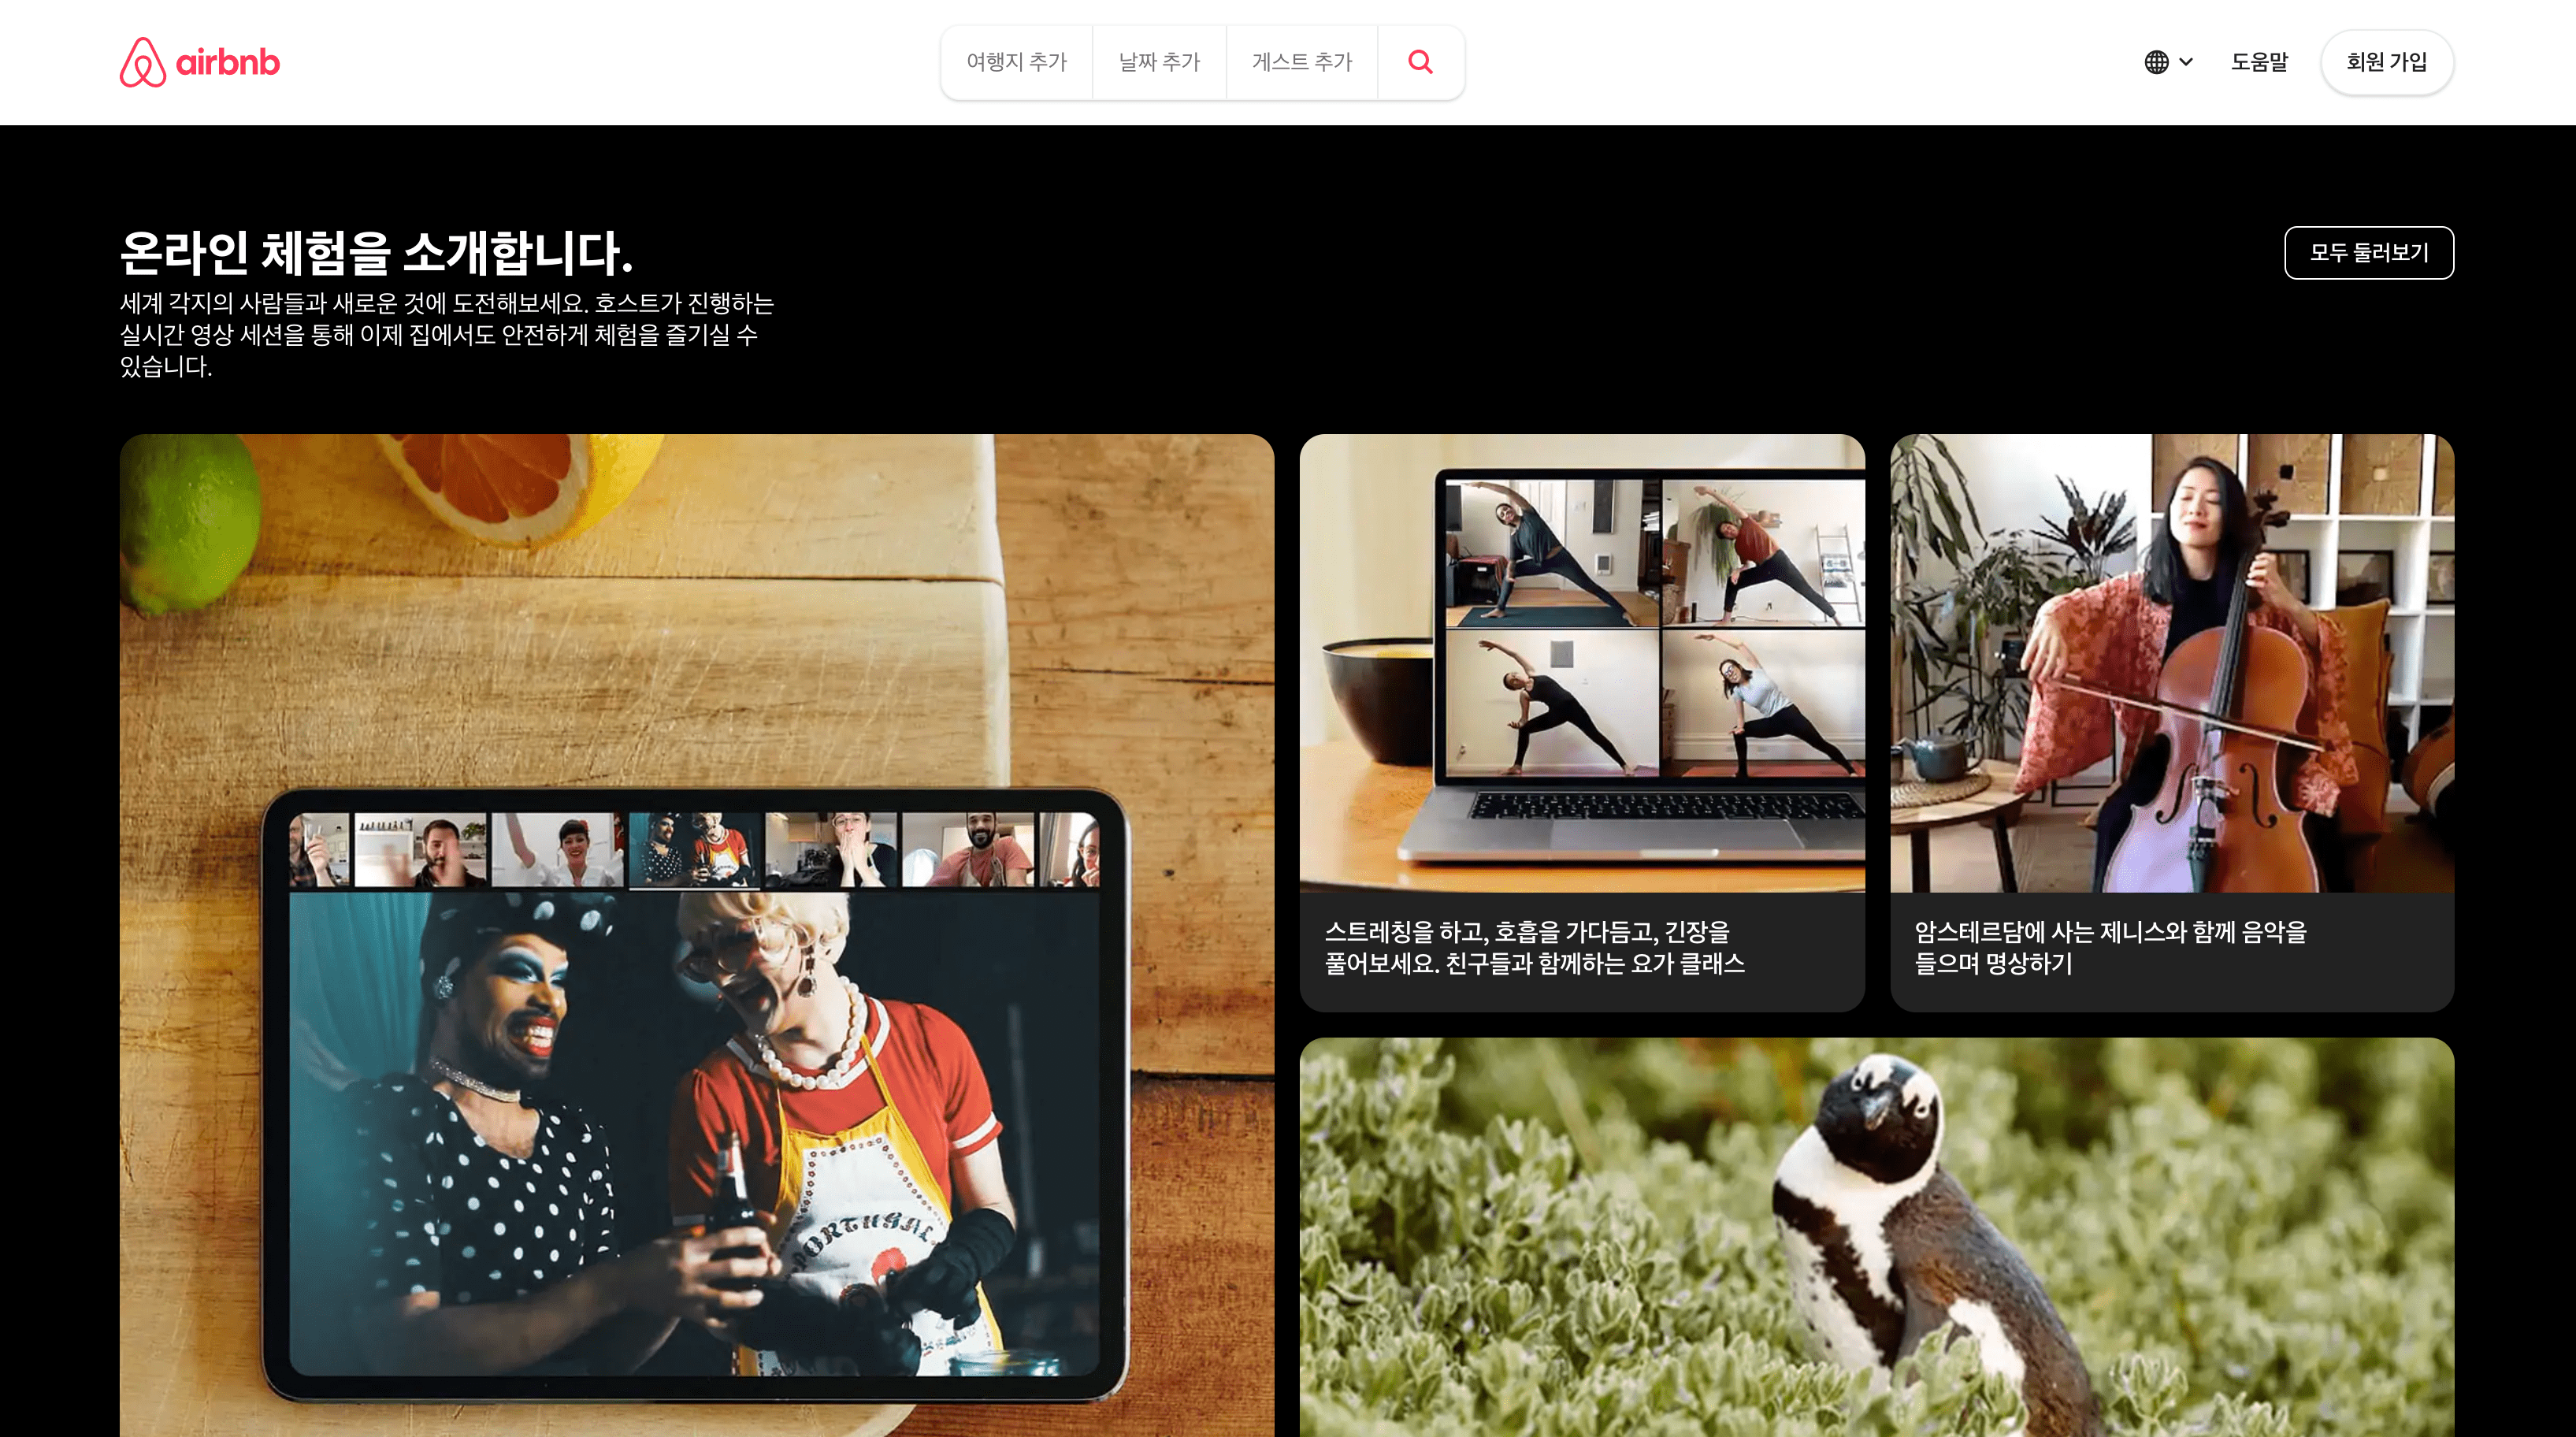 airbnb
여행지 추가
날짜 추가
게스트 추가
도움말
회원 가입
온라인 체험을 소개합니다.
모두 둘러보기
세계 각지의 사람들과 새로운 것에 도전해보세요. 호스트가 진행하는
실시간 영상 세션을 통해 이제 집에서도 안전하게 체험을 즐기실 수
있습니다.
스트레칭을 하고, 호흡을 가다듬고, 긴장을
풀어보세요. 친구들과 함께하는 요가 클래스
암스테르담에 사는 제니스와 함께 음악을
들으며 명상하기